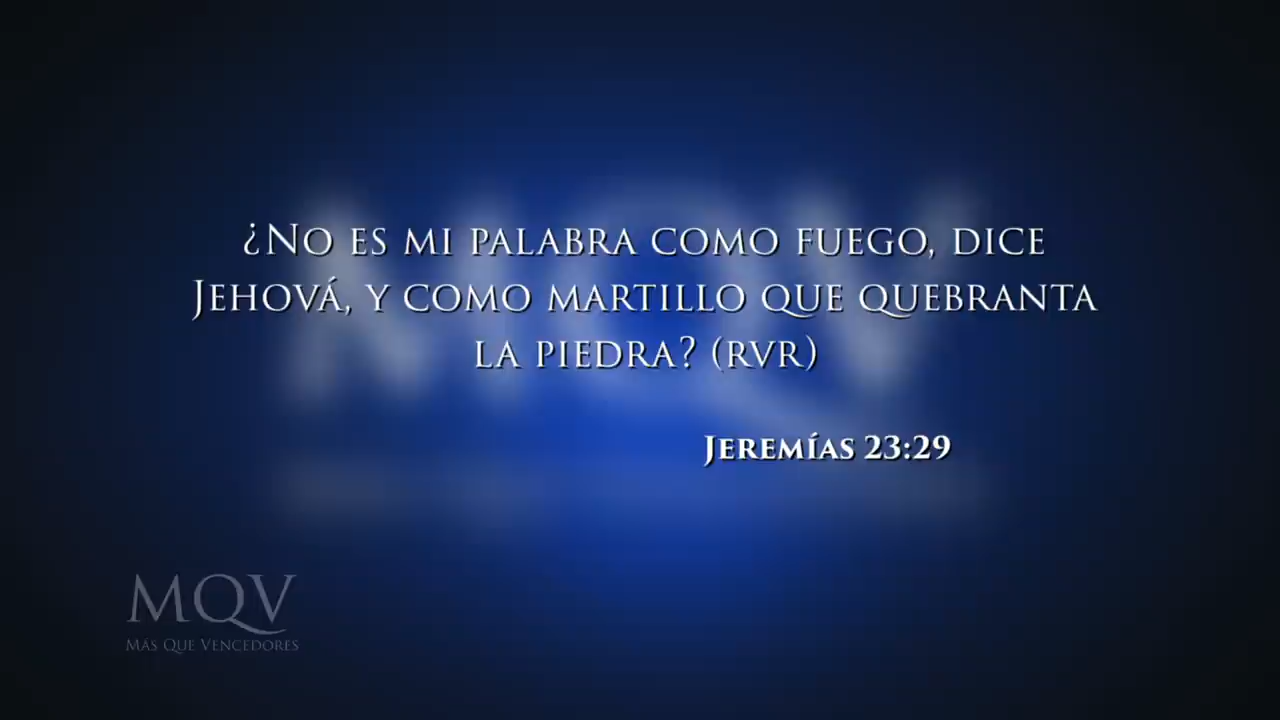 ¿No es mi palabra como fuego, dice
Jehová, y como martillo que quebranta
la piedra? (rvr)
Jeremías 23:29
MQV
Más Que Vencedores